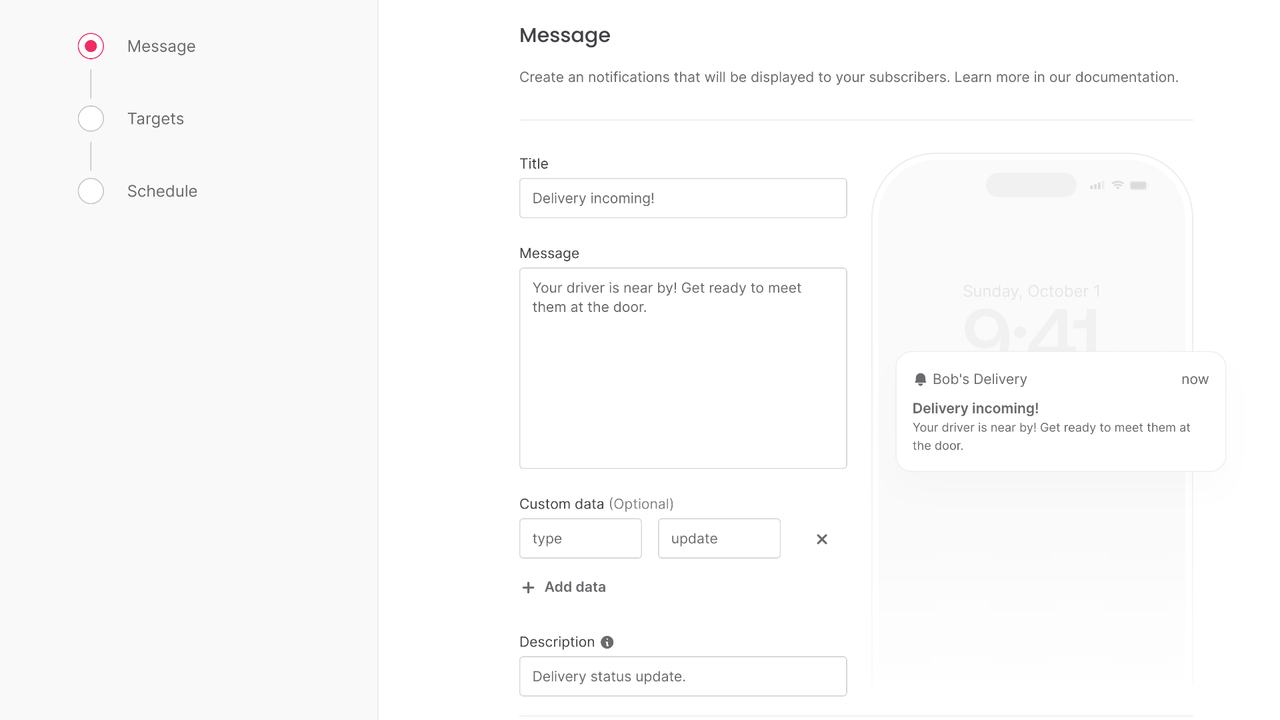 Message
Targets
Schedule
Message
Create an notifications that will be displayed to your subscribers. Learn more in our documentation.
Title
Delivery incoming!
Message
Your driver is near by! Get ready to meet
them at the door.
Custom data (Optional)
type update
Add data
Description
Delivery status update.
Sunday, October 1
9:41
Bob's Delivery now
Delivery incoming!
Your driver is near by! Get ready to meet them at
the door.